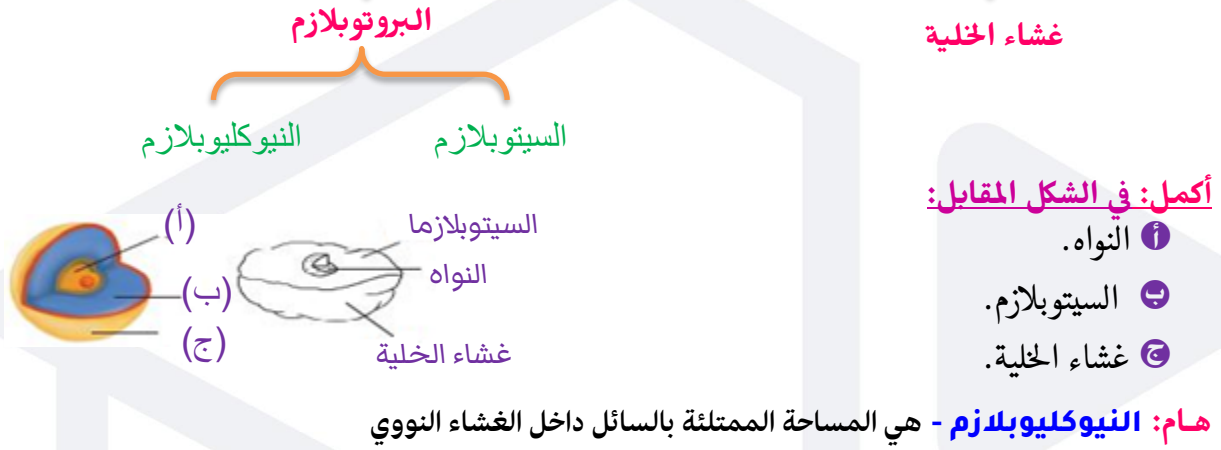 البروتوبلازم
غشاء الخلية
السيتوبلازم
النيوكليوبلازم
أكمل: في الشكل المقابل:
أ النواه.
ب السيتوبلازم.
ج غشاء الخلية.
السيتوبلازما
النواه
غشاء الخلية
(أ)
(ب)
(ج)
هـام: النيوكليوبلازم - هي المساحة الممتلئة بالسائل داخل الغشاء النووي